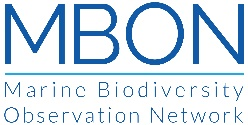 MBON
Marine Biodiversity
Observation Network